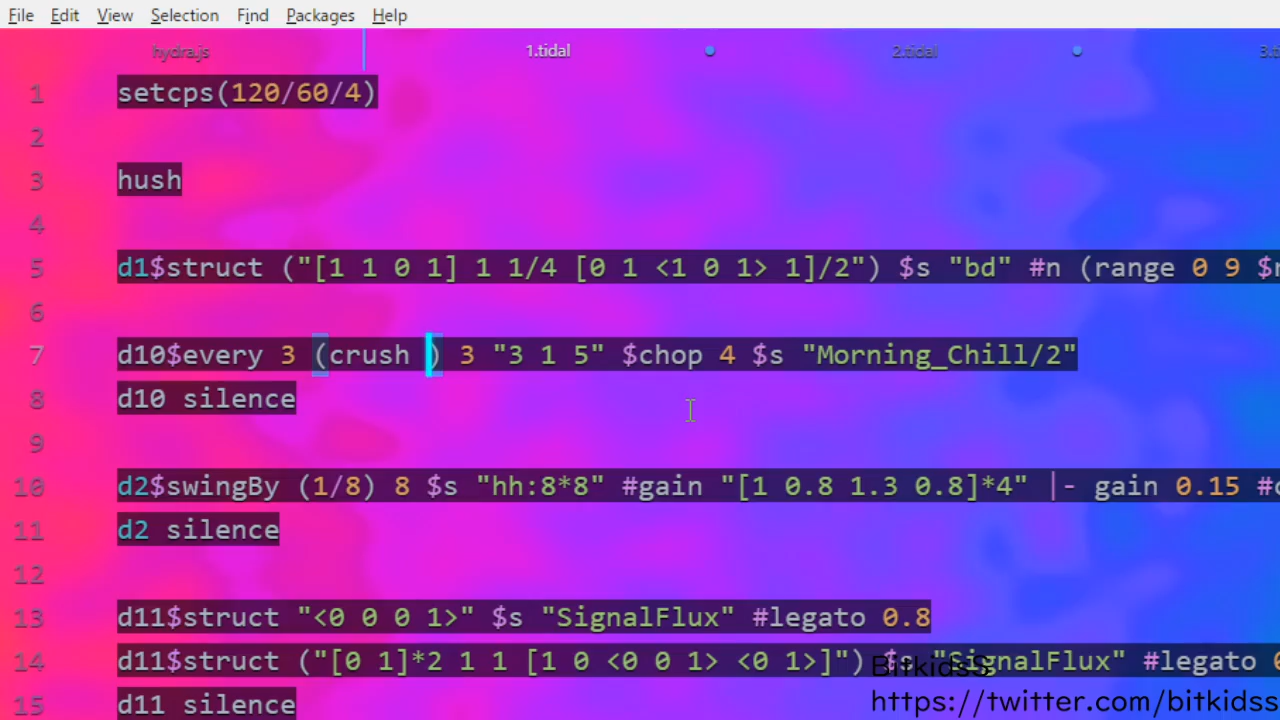 File Edit View Selection Find Packages Help
hydra.js 1.tidal 2.tidal 3.ti
1 setcps(120/60/4)
2
3 hush
4
5 d1$struct ("[1 1 0 1] 1 1/4 [0 1 <1 0 1> 1]/2") $s "bd" #n (range 0 9 $
6
7 d10$every 3 (crush ) 3 "3 1 5" $chop 4 $s "Morning_Chill/2"
8 d10 silence
9
10 d2$swingBy (1/8) 8 $s "hh:8*8" #gain "[1 0.8 1.3 0.8]*4" |- gain 0.15 #
11 d2 silence
12
13 d11$struct "<0 0 0 1>" $s "SignalFlux" #legato 0.8
14 d11$struct ("[0 1]*2 1 1 [1 0 <0 0 1> <0 1>]") $s "SignalFlux" #legato
BitkidsS
15 d11 silence
https://twitter.com/bitkidss